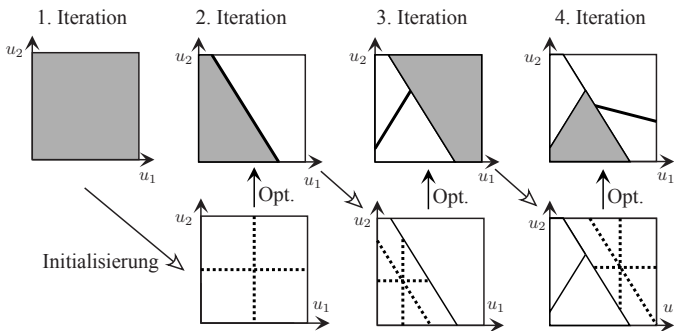 1. Iteration 2. Iteration 3. Iteration 4. Iteration
u₂ u₂ u₂ u₂
u₁ u₁ u₁ u₁
Opt. Opt. Opt.
u₂ u₂ u₂
Initialisierung
u₁ u₁ u